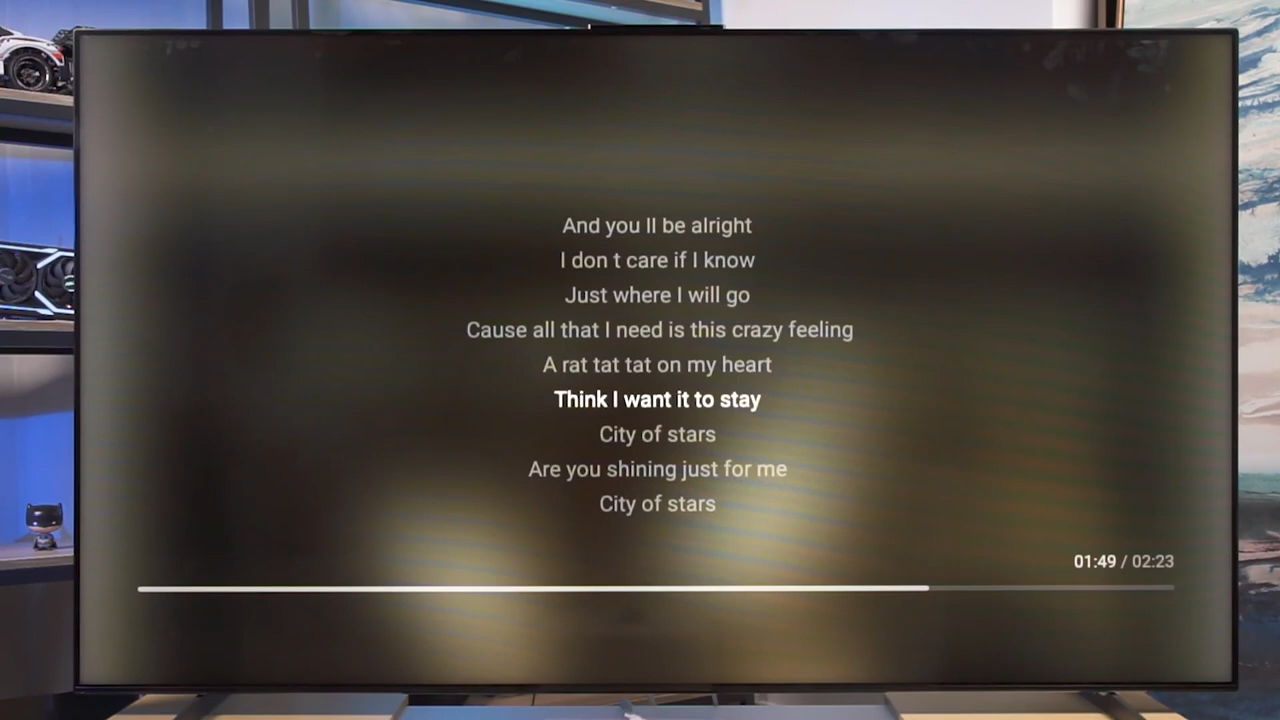 And you ll be alright
I don t care if I know
Just where I will go
Cause all that I need is this crazy feeling
A rat tat tat on my heart
Think I want it to stay
City of stars
Are you shining just for me
City of stars
01:49 / 02:23